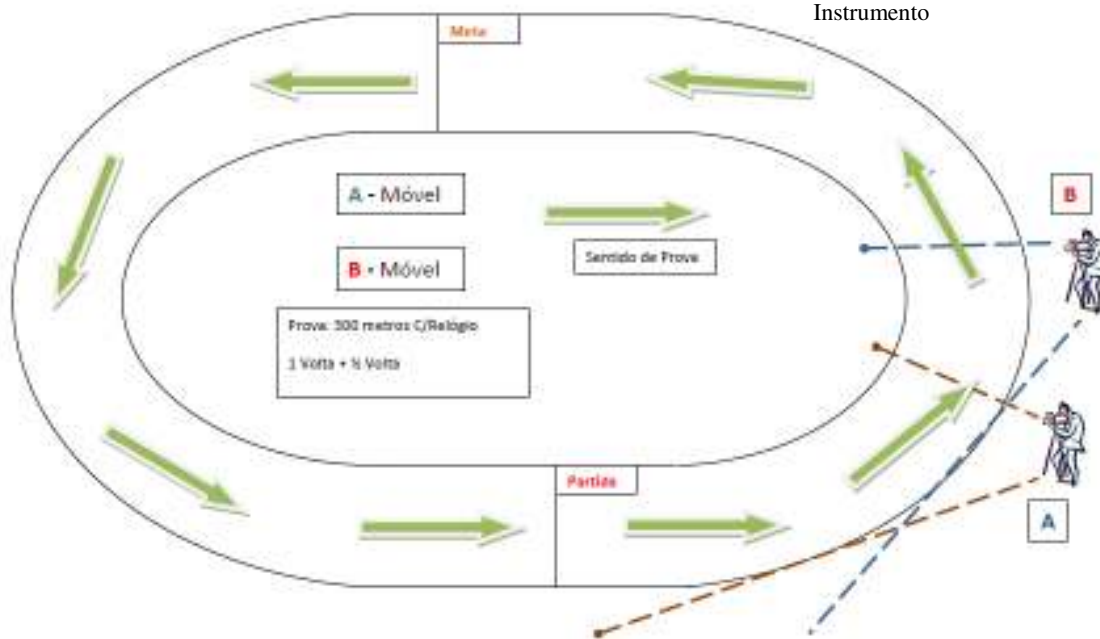 Instrumento
Meta
A - Móvel
B
B - Móvel
Sentido de Prova
Prova: 300 metros C/Relógio
1 Volta + ½ Volta
Partida
A